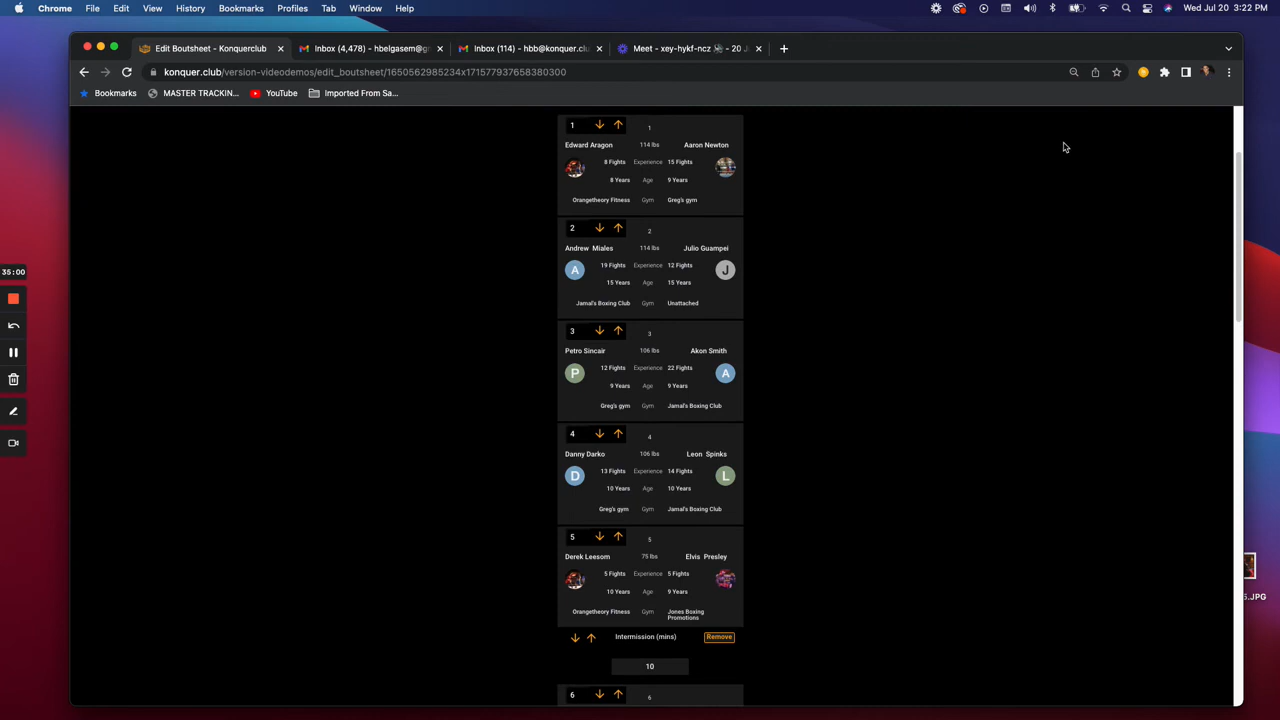 Chrome File Edit View History Bookmarks Profiles Tab Window Help Wed Jul 20 3:22 PM
Edit Boutsheet - Konquerclub Inbox (4,478) - hbelgasem@gm Inbox (114) - hbb@konquer.clu Meet - xey-hykf-ncz - 20 J
konquer.club/version-videodemos/edit_boutsheet/1650562985234x171577937658380300
Bookmarks MASTER TRACKIN... YouTube Imported From Sa...
1 1
Edward Aragon 114 lbs Aaron Newton
8 Fights Experience 15 Fights
8 Years Age 9 Years
Orangetheory Fitness Gym Greg's gym
2 2
Andrew Miales 114 lbs Julio Guampei
A 19 Fights Experience 12 Fights J
15 Years Age 15 Years
Jamal's Boxing Club Gym Unattached
3 3
Petro Sincair 106 lbs Akon Smith
P 12 Fights Experience 22 Fights A
9 Years Age 9 Years
Greg's gym Gym Jamal's Boxing Club
4 4
Danny Darko 106 lbs Leon Spinks
D 13 Fights Experience 14 Fights L
10 Years Age 10 Years
Greg's gym Gym Jamal's Boxing Club
5 5
Derek Leesom 75 lbs Elvis Presley
5 Fights Experience 5 Fights
10 Years Age 9 Years
Orangetheory Fitness Gym Jones Boxing
Promotions
Intermission (mins) Remove
10
6 6
35:00
5.JPG